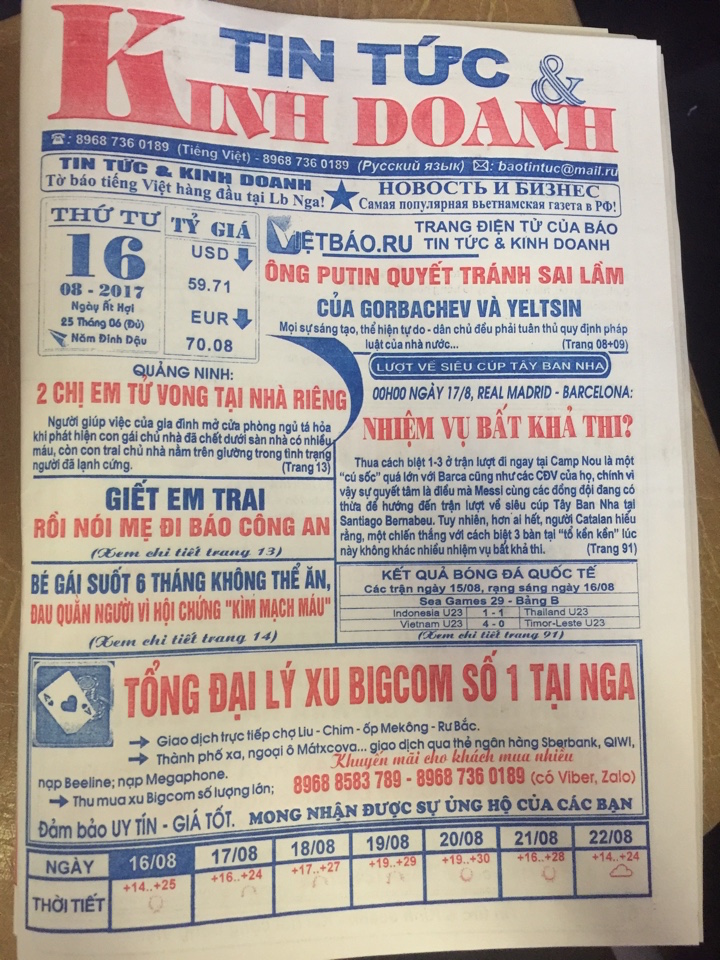 TIN TỨC &
KINH DOANH
☎: 8968 736 0189 (Tiếng Việt) - 8968 736 0189 (Русский язык) ✉: baotintuc@mail.ru
TIN TỨC & KINH DOANH
Tờ báo tiếng Việt hàng đầu tại Lb Nga!
НОВОСТЬ И БИЗНЕС
Самая популярная вьетнамская газета в РФ!
THỨ TƯ
16
08 - 2017
Ngày Ất Hợi
25 Tháng 06 (Đủ)
Năm Đinh Dậu
TỶ GIÁ
USD
59.71
EUR
70.08
VIETBÁO.RU
TRANG ĐIỆN TỬ CỦA BÁO
TIN TỨC & KINH DOANH
ÔNG PUTIN QUYẾT TRÁNH SAI LẦM
CỦA GORBACHEV VÀ YELTSIN
Mọi sự sáng tạo, thể hiện tự do - dân chủ đều phải tuân thủ quy định pháp
luật của nhà nước... (Trang 08+09)
QUẢNG NINH:
2 CHỊ EM TỬ VONG TẠI NHÀ RIÊNG
Người giúp việc của gia đình mở cửa phòng ngủ tá hỏa
khi phát hiện con gái chủ nhà đã chết dưới sàn nhà có nhiều
máu, còn con trai chủ nhà nằm trên giường trong tình trạng
người đã lạnh cứng. (Trang 13)
GIẾT EM TRAI
RỒI NÓI MẸ ĐI BÁO CÔNG AN
(Xem chi tiết trang 13)
BÉ GÁI SUỐT 6 THÁNG KHÔNG THỂ ĂN,
ĐAU QUẰN NGƯỜI VÌ HỘI CHỨNG "KÌM MẠCH MÁU"
(Xem chi tiết trang 14)
LƯỢT VỀ SIÊU CÚP TÂY BAN NHA
00H00 NGÀY 17/8, REAL MADRID - BARCELONA:
NHIỆM VỤ BẤT KHẢ THI?
Thua cách biệt 1-3 ở trận lượt đi ngay tại Camp Nou là một
"cú sốc" quá lớn với Barca cũng như các CĐV của họ, chính vì
vậy sự quyết tâm là điều mà Messi cùng các đồng đội đang có
thừa để hướng đến trận lượt về siêu cúp Tây Ban Nha tại
Santiago Bernabeu. Tuy nhiên, hơn ai hết, người Catalan hiểu
rằng, một chiến thắng với cách biệt 3 bàn tại "tổ kền kền" lúc
này không khác nhiều nhiệm vụ bất khả thi. (Trang 91)
KẾT QUẢ BÓNG ĐÁ QUỐC TẾ
Các trận ngày 15/08, rạng sáng ngày 16/08
Sea Games 29 - Bảng B
Indonesia U23 1 - 1 Thailand U23
Vietnam U23 4 - 0 Timor-Leste U23
(Xem chi tiết trang 91)
TỔNG ĐẠI LÝ XU BIGCOM SỐ 1 TẠI NGA
Giao dịch trực tiếp chợ Liu - Chim - ốp Mekông - Rư Bắc.
Thành phố xa, ngoại ô Mátxcova... giao dịch qua thẻ ngân hàng Sberbank, QIWI,
nạp Beeline; nạp Megaphone.
Khuyến mãi cho khách mua nhiều
Thu mua xu Bigcom số lượng lớn;
8968 8583 789 - 8968 736 0189 (có Viber, Zalo)
Đảm bảo UY TÍN - GIÁ TỐT.
MONG NHẬN ĐƯỢC SỰ ỦNG HỘ CỦA CÁC BẠN
NGÀY 16/08 17/08 18/08 19/08 20/08 21/08 22/08
THỜI TIẾT +14..+25 +16..+24 +17..+27 +19..+29 +19..+30 +16..+28 +14..+24